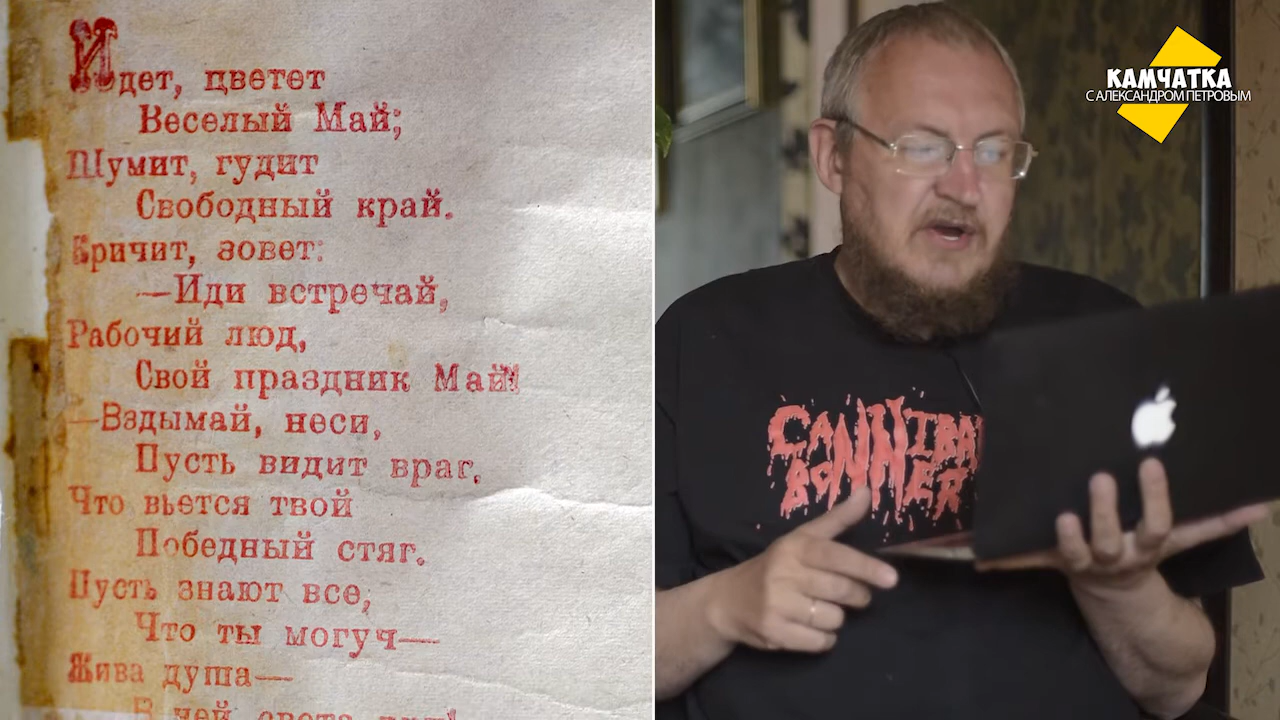 Идет, цветет
Веселый Май;
Шумит, гудит
Свободный край.
Кричит, зовет:
—Иди встречай,
Рабочий люд,
Свой праздник Май!
—Вздымай, неси,
Пусть видит враг,
Что вьется твой
Победный стяг.
Пусть знают все,
Что ты могуч—
Жива душа—
В чей света
КАМЧАТКА
С АЛЕКСАНДРОМ ПЕТРОВЫМ